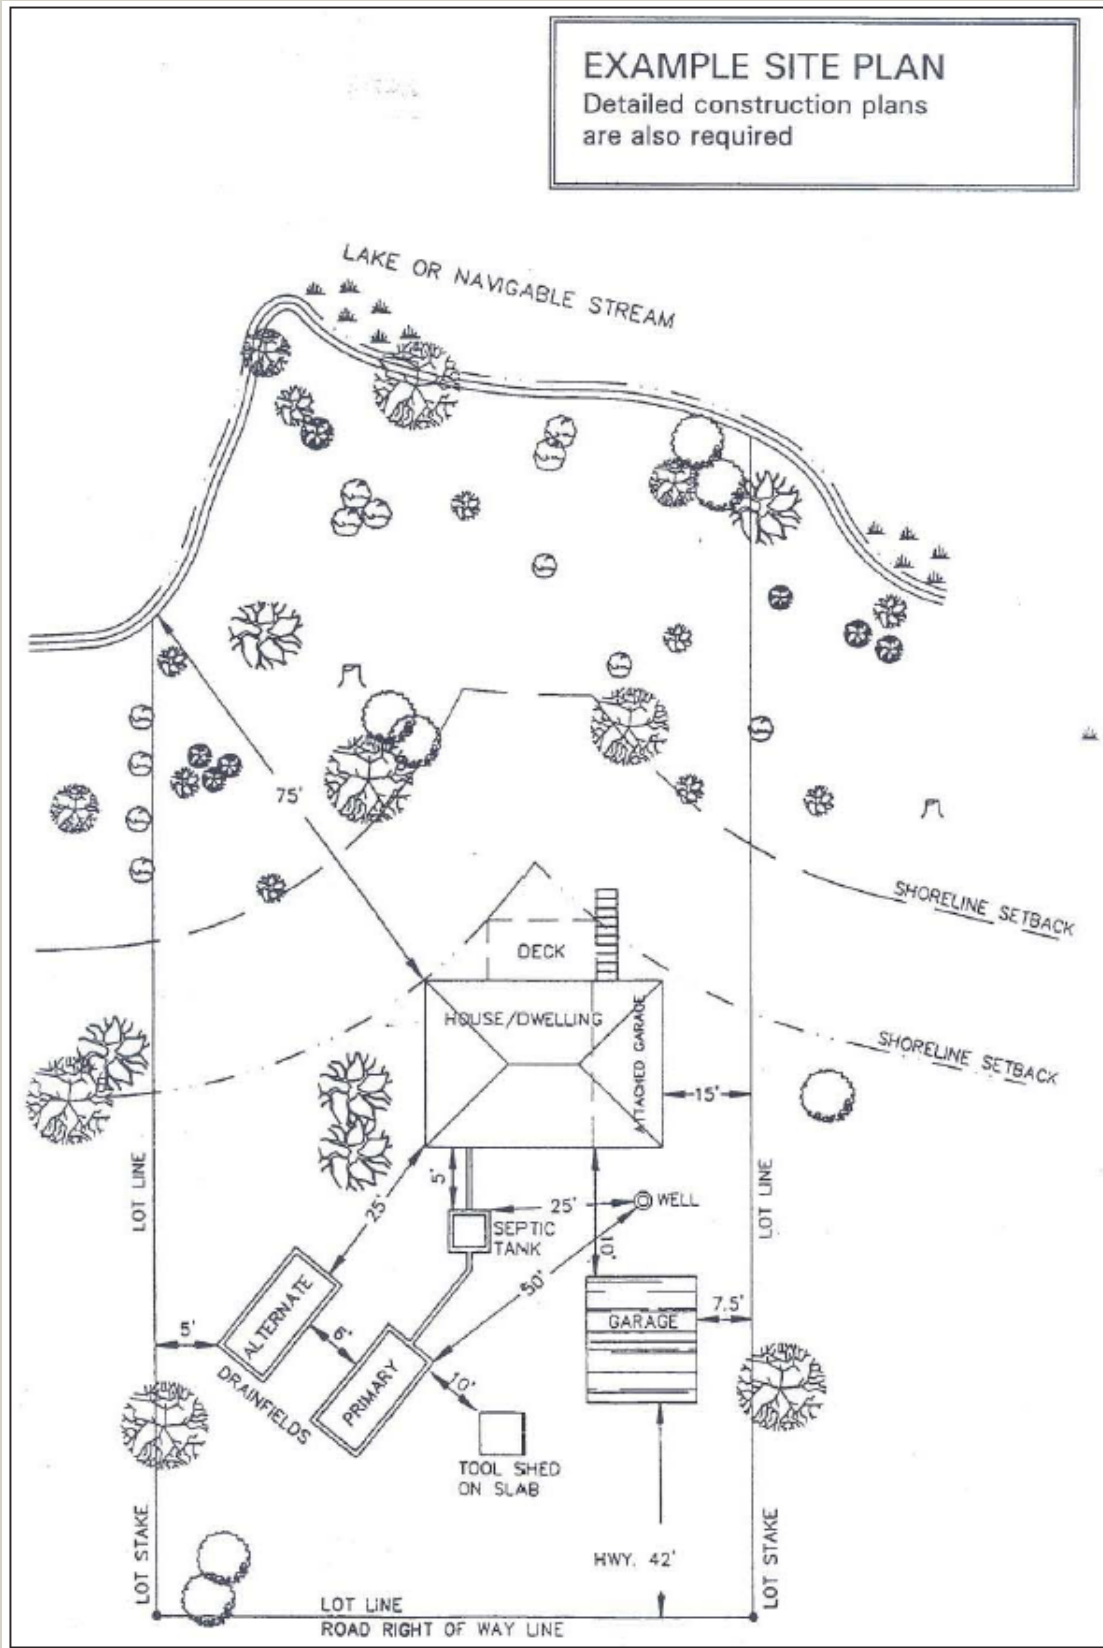 EXAMPLE SITE PLAN
Detailed construction plans
are also required
LAKE OR NAVIGABLE STREAM
75'
SHORELINE SETBACK
DECK
HOUSE/DWELLING
ATTACHED GARAGE
SHORELINE SETBACK
15'
LOT LINE
LOT LINE
5'
25'
25'
WELL
SEPTIC
TANK
10'
50'
ALTERNATE
7.5'
GARAGE
5'
6'
DRAINFIELDS
PRIMARY
10'
TOOL SHED
ON SLAB
LOT STAKE
LOT STAKE
HWY. 42'
LOT LINE
ROAD RIGHT OF WAY LINE